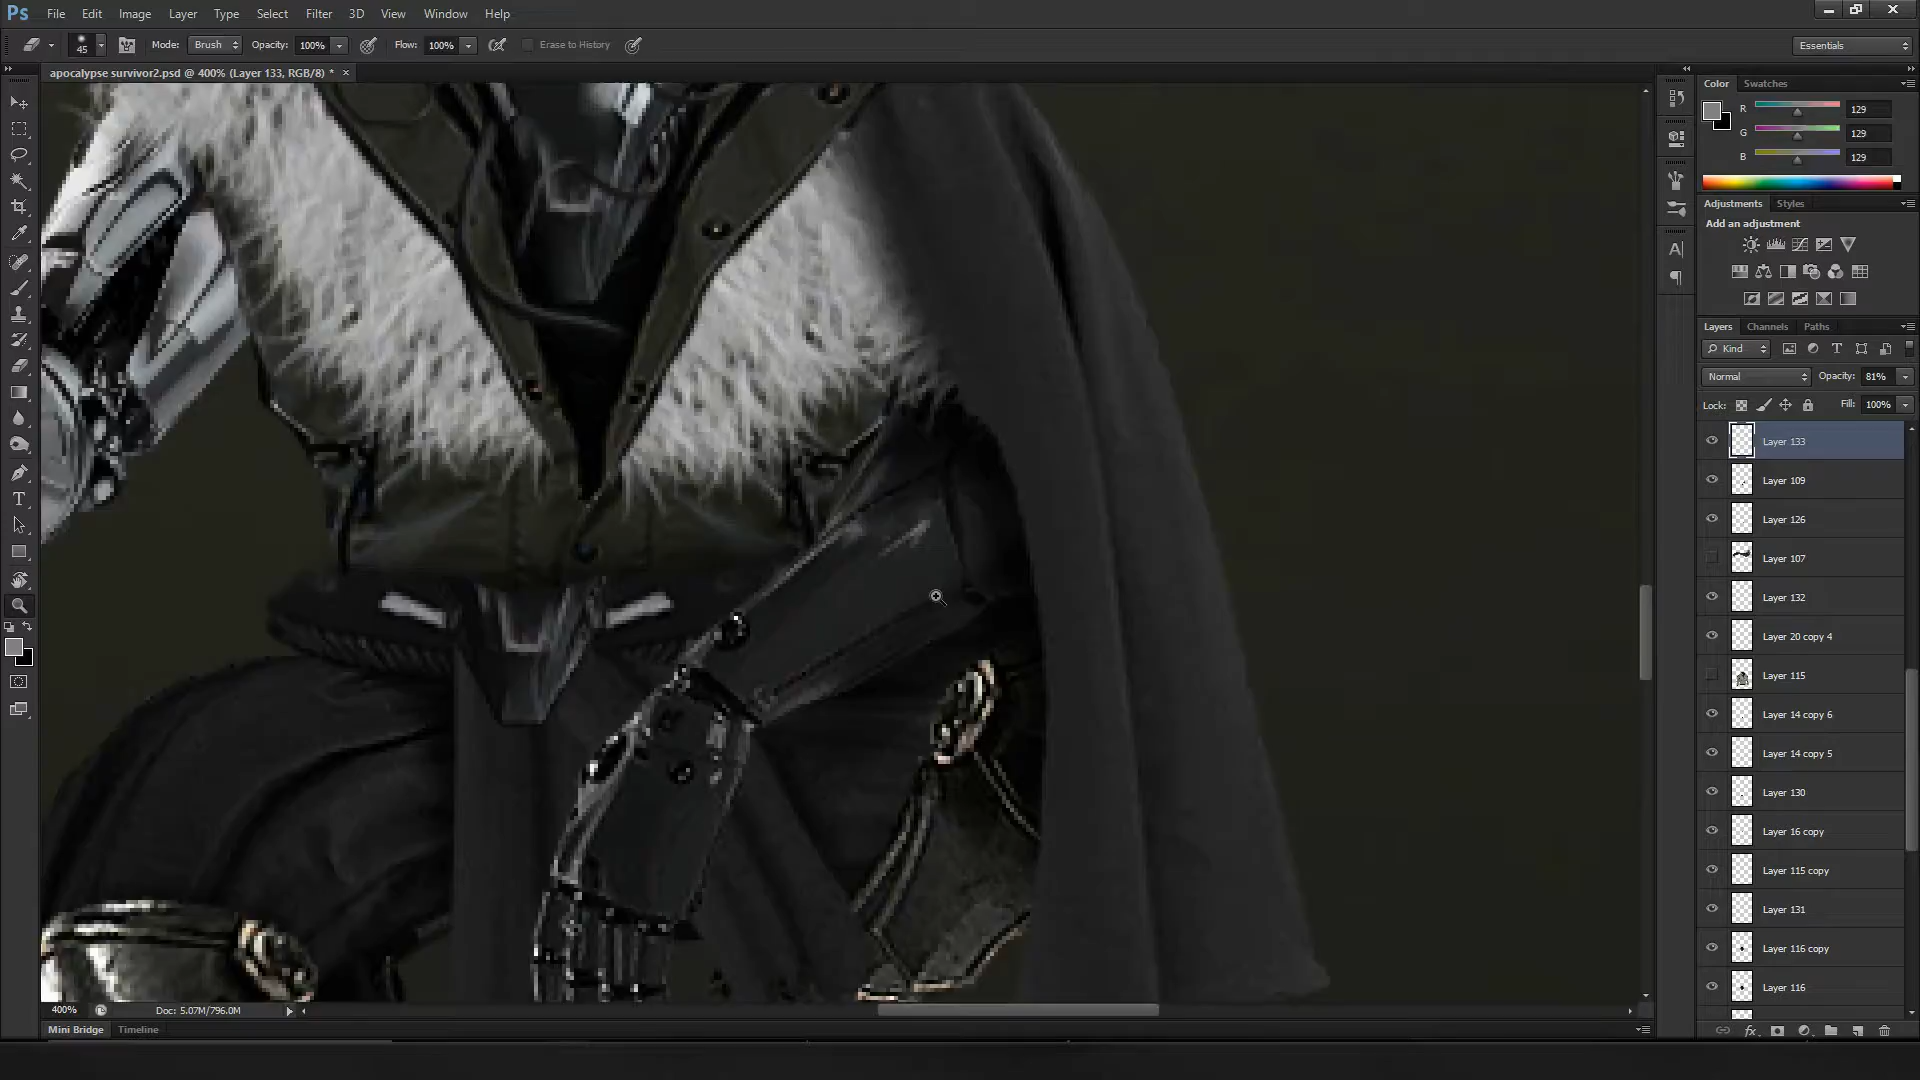 Ps File Edit Image Layer Type Select Filter 3D View Window Help
45 Mode: Brush Opacity: 100% Flow: 100% Erase to History Essentials
apocalypse survivor2.psd @ 400% (Layer 133, RGB/8) * ×
Color Swatches
R 129
G 129
B 129
Adjustments Styles
Add an adjustment
Layers Channels Paths
Kind
Normal Opacity: 81%
Lock: Fill: 100%
Layer 133
Layer 109
Layer 126
Layer 107
Layer 132
Layer 20 copy 4
Layer 115
Layer 14 copy 6
Layer 14 copy 5
Layer 130
Layer 16 copy
Layer 115 copy
Layer 131
Layer 116 copy
Layer 116
400% Doc: 5.07M/796.0M
Mini Bridge Timeline